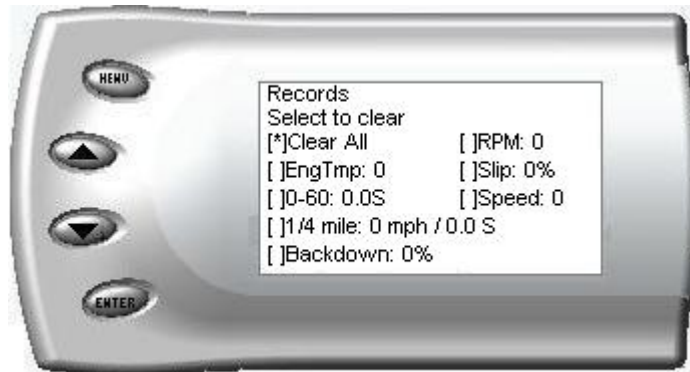 MENU
Records
Select to clear
[*]Clear All [ ]RPM: 0
[ ]EngTmp: 0 [ ]Slip: 0%
[ ]0-60: 0.0S [ ]Speed: 0
[ ]1/4 mile: 0 mph / 0.0 S
[ ]Backdown: 0%
ENTER